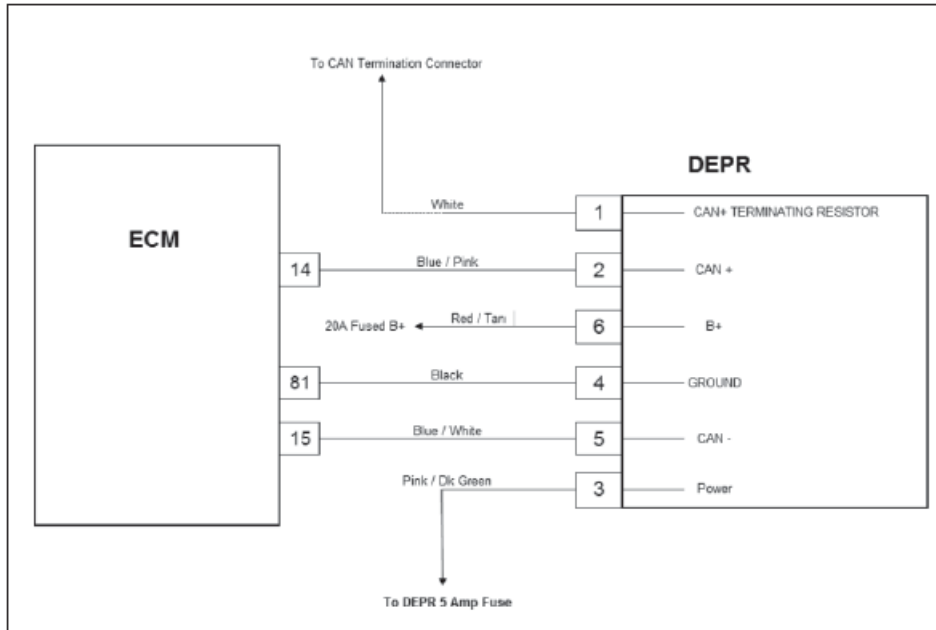 To CAN Termination Connector
DEPR
ECM
White
1
CAN+ TERMINATING RESISTOR
14
Blue / Pink
2
CAN +
20A Fused B+
Red / Tan
6
B+
81
Black
4
GROUND
15
Blue / White
5
CAN -
Pink / Dk Green
3
Power
To DEPR 5 Amp Fuse